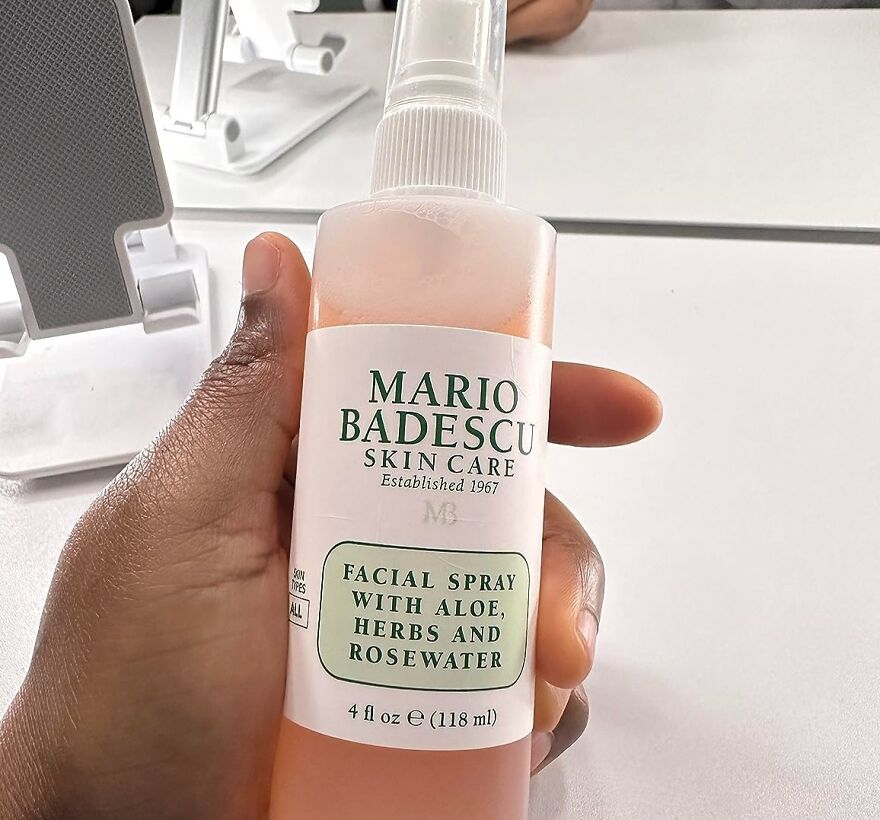 MARIO
BADESCU
SKIN CARE
Established 1967
MB
SKIN
TYPES
ALL
FACIAL SPRAY
WITH ALOE,
HERBS AND
ROSEWATER
4 fl oz ℮ (118 ml)